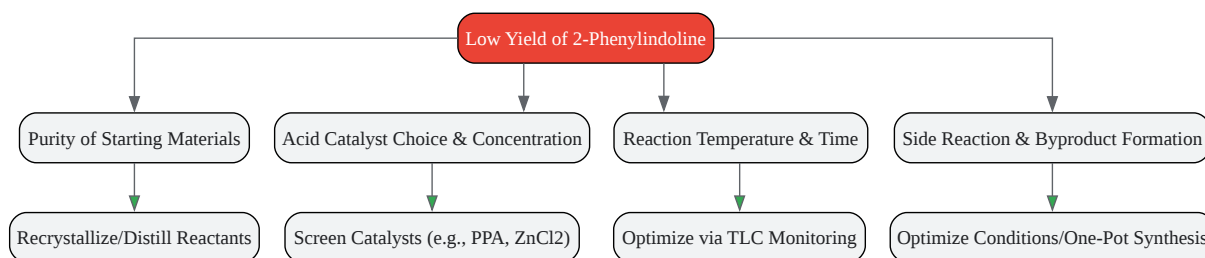 Low Yield of 2-Phenylindoline
Purity of Starting Materials
Acid Catalyst Choice & Concentration
Reaction Temperature & Time
Side Reaction & Byproduct Formation
Recrystallize/Distill Reactants
Screen Catalysts (e.g., PPA, ZnCl2)
Optimize via TLC Monitoring
Optimize Conditions/One-Pot Synthesis